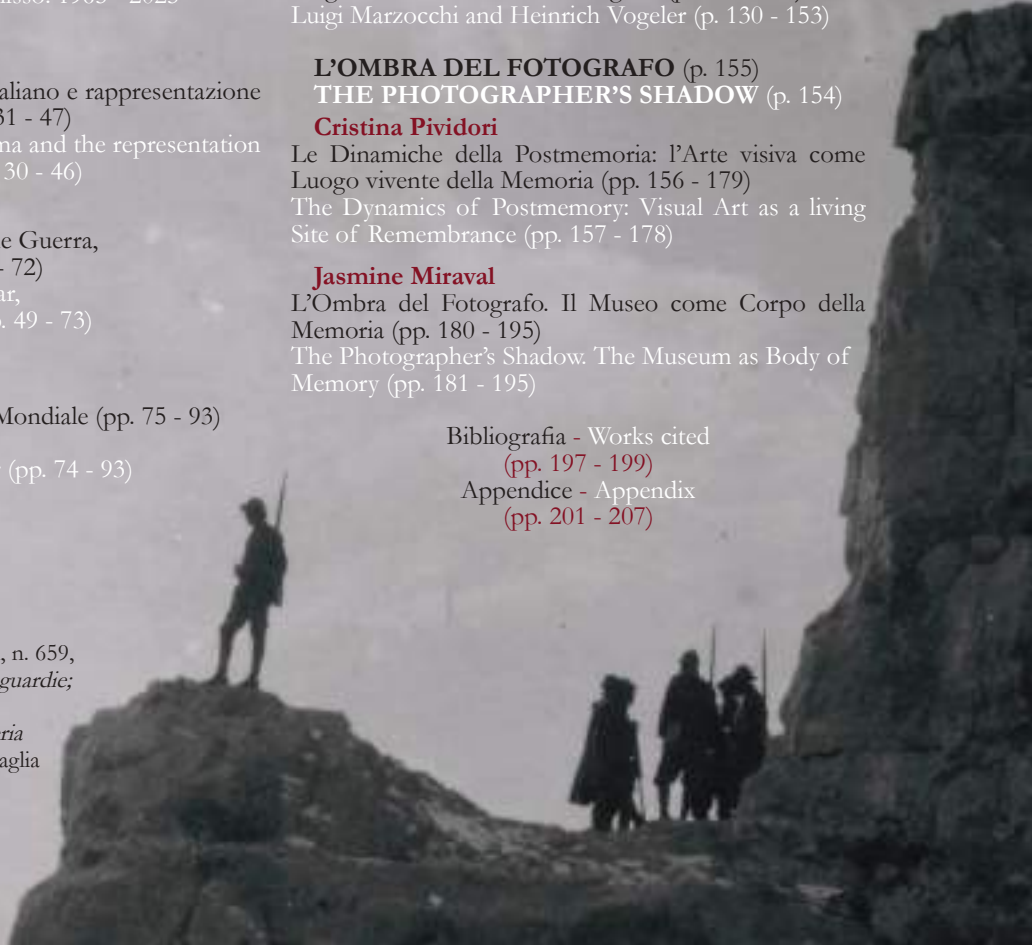 aliano e rappresentazione
31 - 47)
ma and the representation
30 - 46)
e Guerra,
- 72)
ar,
. 49 - 73)
Mondiale (pp. 75 - 93)
(pp. 74 - 93)
, n. 659,
guardie;
ria
aglia
Luigi Marzocchi and Heinrich Vogeler (p. 130 - 153)
L'OMBRA DEL FOTOGRAFO (p. 155)
THE PHOTOGRAPHER'S SHADOW (p. 154)
Cristina Pividori
Le Dinamiche della Postmemoria: l'Arte visiva come
Luogo vivente della Memoria (pp. 156 - 179)
The Dynamics of Postmemory: Visual Art as a living
Site of Remembrance (pp. 157 - 178)
Jasmine Miraval
L'Ombra del Fotografo. Il Museo come Corpo della
Memoria (pp. 180 - 195)
The Photographer's Shadow. The Museum as Body of
Memory (pp. 181 - 195)
Bibliografia - Works cited
(pp. 197 - 199)
Appendice - Appendix
(pp. 201 - 207)